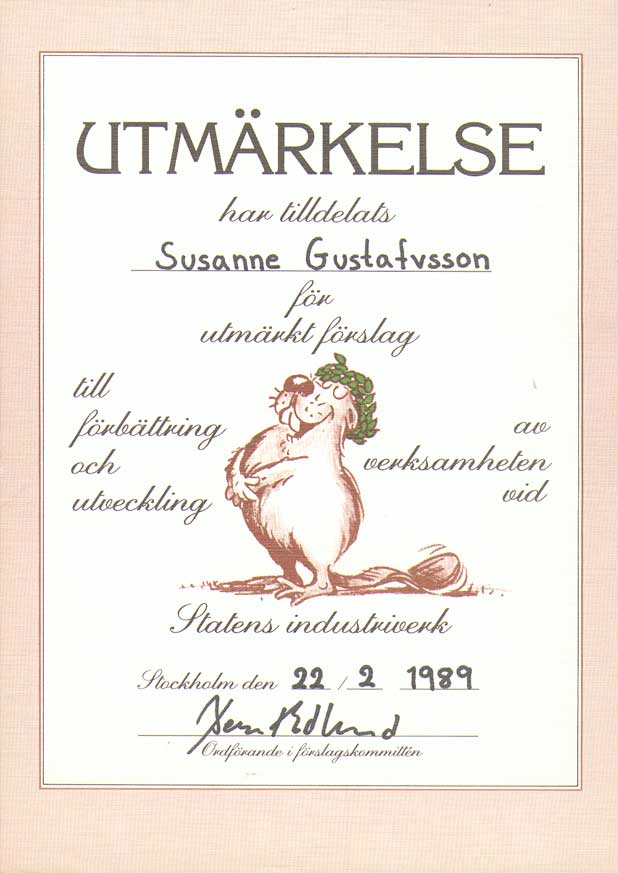 UTMÄRKELSE
har tilldelats
Susanne Gustafvsson
för
utmärkt förslag
till
förbättring
och
utveckling
av
verksamheten
vid
Statens industriverk
Stockholm den 22 / 2 1989
Edlund
Ordförande i förslagskommittén